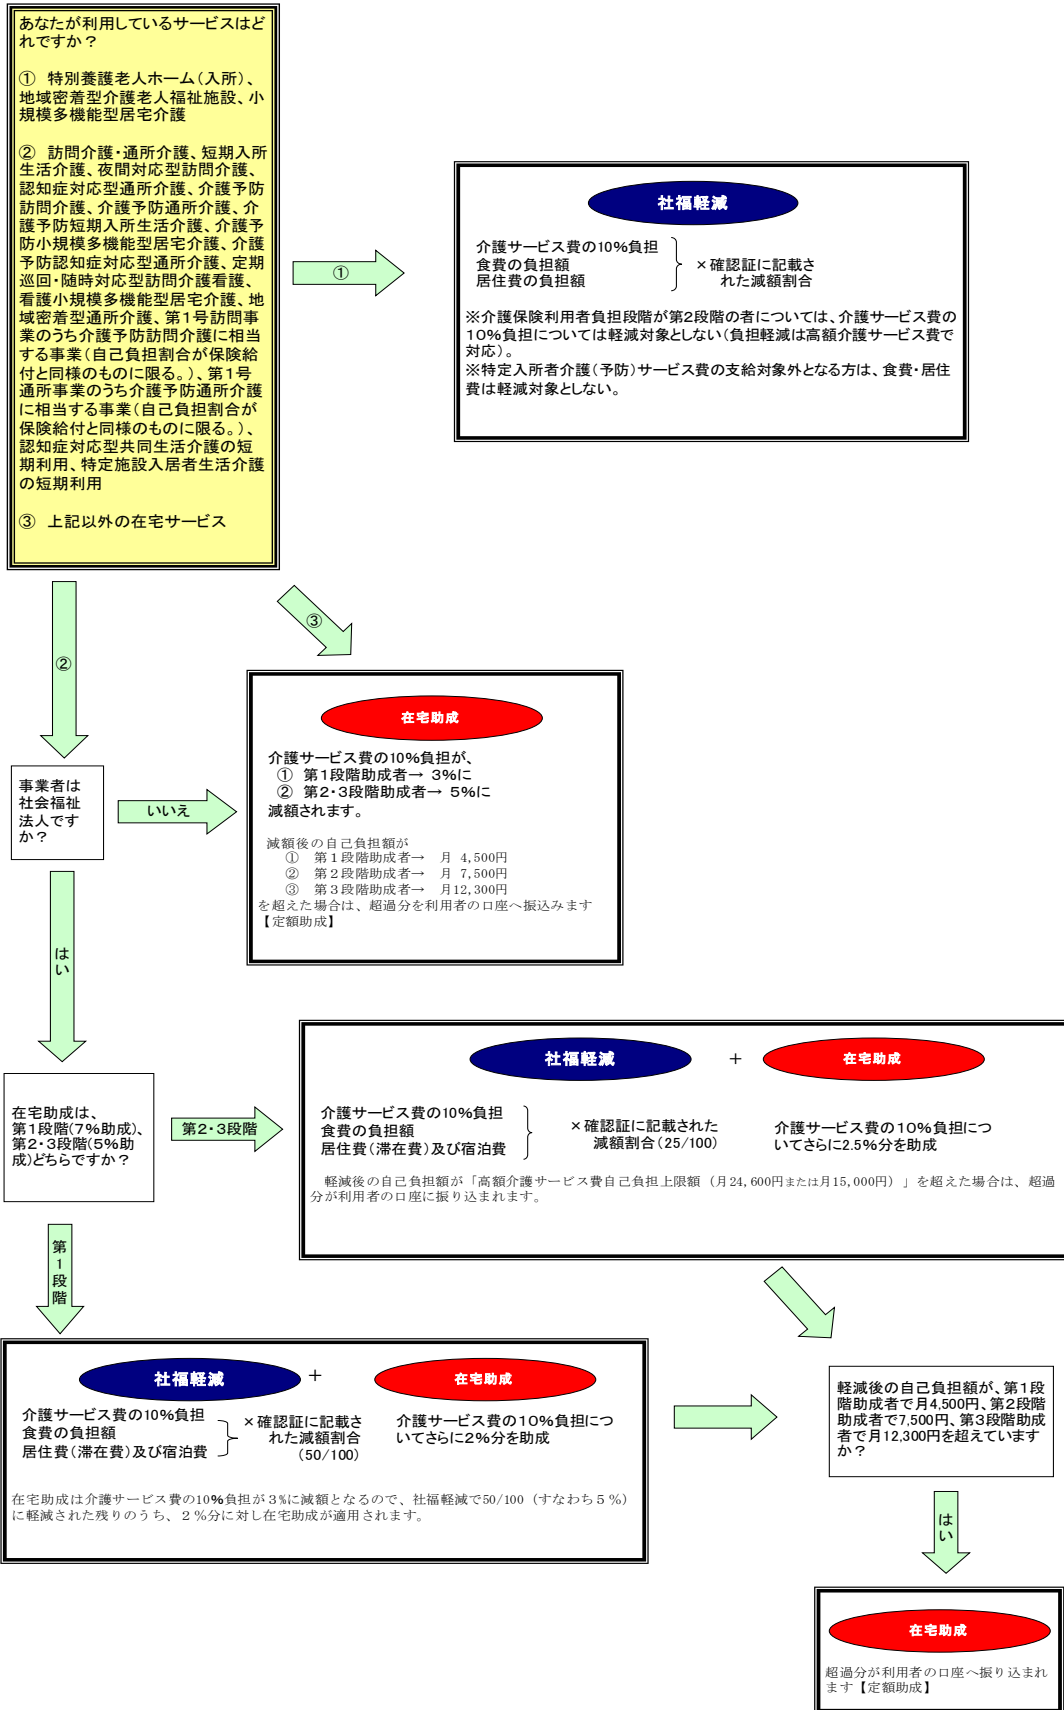 あなたが利用しているサービスはど
れですか？
①　特別養護老人ホーム（入所）、
地域密着型介護老人福祉施設、小
規模多機能型居宅介護
②　訪問介護・通所介護、短期入所
生活介護、夜間対応型訪問介護、
認知症対応型通所介護、介護予防
訪問介護、介護予防通所介護、介
護予防短期入所生活介護、介護予
防小規模多機能型居宅介護、介護
予防認知症対応型通所介護、定期
巡回・随時対応型訪問介護看護、
看護小規模多機能型居宅介護、地
域密着型通所介護、第1号訪問事
業のうち介護予防訪問介護に相当
する事業（自己負担割合が保険給
付と同様のものに限る。）、第１号
通所事業のうち介護予防通所介護
に相当する事業（自己負担割合が
保険給付と同様のものに限る。）、
認知症対応型共同生活介護の短
期利用、特定施設入居者生活介護
の短期利用
③　上記以外の在宅サービス
①
社福軽減
介護サービス費の10％負担
食費の負担額
居住費の負担額
×確認証に記載さ
れた減額割合
※介護保険利用者負担段階が第２段階の者については、介護サービス費の
１０％負担については軽減対象としない（負担軽減は高額介護サービス費で
対応）。
※特定入所者介護（予防）サービス費の支給対象外となる方は、食費・居住
費は軽減対象としない。
②
③
在宅助成
介護サービス費の10％負担が、
①　第１段階助成者→ 3％に
②　第２・３段階助成者→ 5％に
減額されます。
減額後の自己負担額が
①　第１段階助成者→　月 4,500円
②　第２段階助成者→　月 7,500円
③　第３段階助成者→　月12,300円
を超えた場合は、超過分を利用者の口座へ振込みます
【定額助成】
事業者は
社会福祉
法人です
か？
いいえ
はい
在宅助成は、
第１段階（７％助成）、
第２・３段階（５％助
成）どちらですか？
第２・３段階
社福軽減
＋
在宅助成
介護サービス費の10％負担
食費の負担額
居住費（滞在費）及び宿泊費
×確認証に記載された
減額割合（25/100）
介護サービス費の１０％負担につ
いてさらに2.5％分を助成
軽減後の自己負担額が「高額介護サービス費自己負担上限額（月24,600円または月15,000円）」を超えた場合は、超過
分が利用者の口座に振り込まれます。
第
１
段
階
社福軽減
＋
在宅助成
介護サービス費の10％負担
食費の負担額
居住費（滞在費）及び宿泊費
×確認証に記載さ
れた減額割合
（50/100）
介護サービス費の１０％負担につ
いてさらに２％分を助成
在宅助成は介護サービス費の10％負担が３％に減額となるので、社福軽減で50/100（すなわち５％）
に軽減された残りのうち、２％分に対し在宅助成が適用されます。
軽減後の自己負担額が、第１段
階助成者で月4,500円、第２段階
助成者で7,500円、第３段階助成
者で月12,300円を超えています
か？
はい
在宅助成
超過分が利用者の口座へ振り込まれ
ます【定額助成】